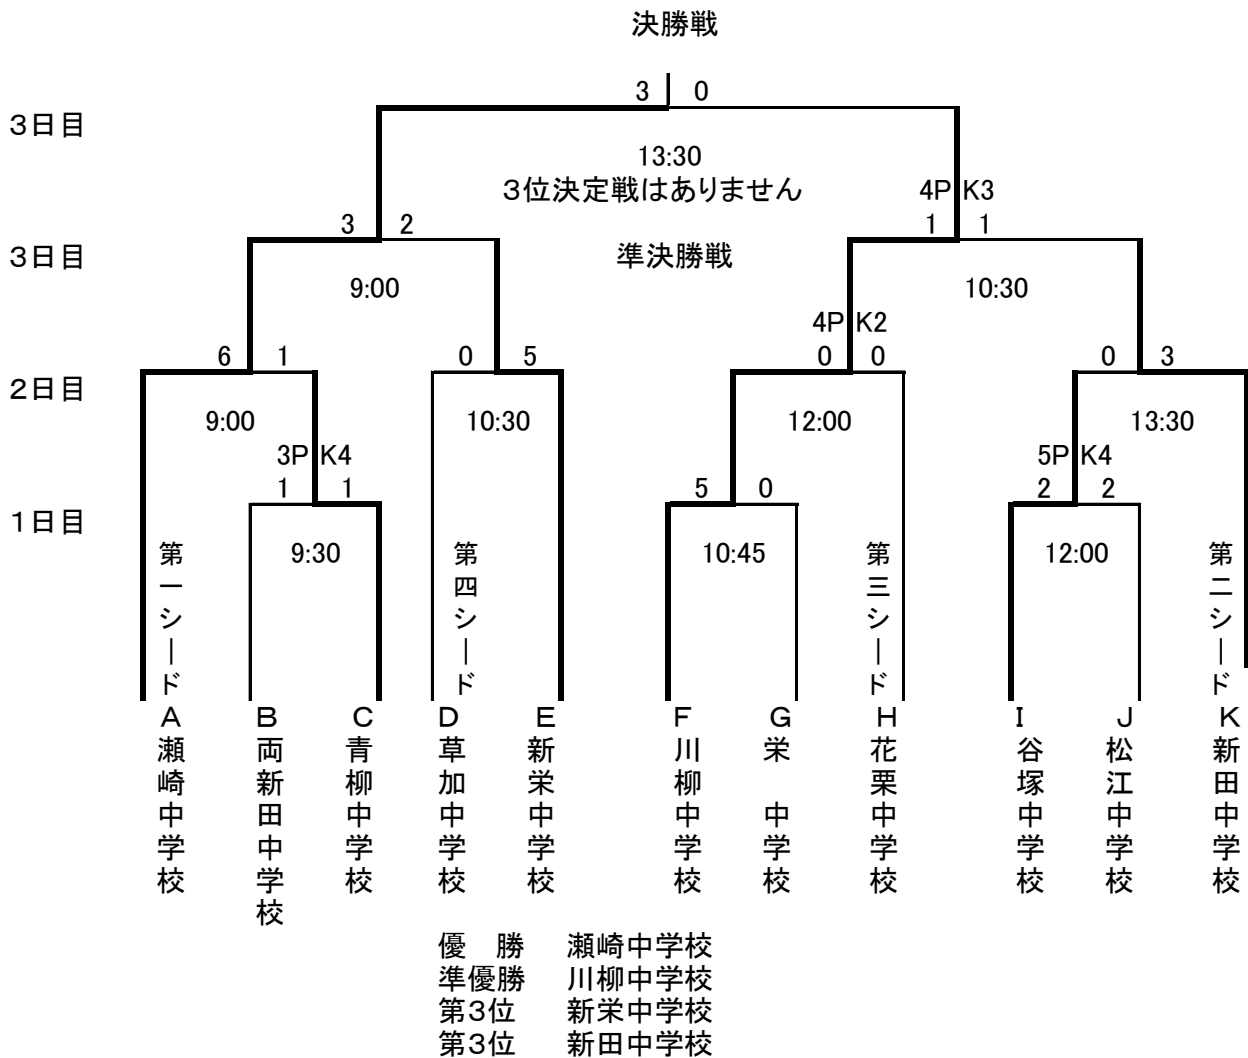 決勝戦
3 0
3日目
13:30
3位決定戦はありません
4P K3
3 2
1 1
3日目
準決勝戦
9:00
10:30
4P K2
6 1
0 5
0 0
0 3
2日目
9:00
10:30
12:00
13:30
3P K4
5P K4
1 1
5 0
2 2
1日目
9:30
10:45
12:00
第一シード
第四シード
第三シード
第二シード
A 瀬崎中学校
B 両新田中学校
C 青柳中学校
D 草加中学校
E 新栄中学校
F 川柳中学校
G 栄 中学校
H 花栗中学校
I 谷塚中学校
J 松江中学校
K 新田中学校
優 勝 瀬崎中学校
準優勝 川柳中学校
第3位 新栄中学校
第3位 新田中学校